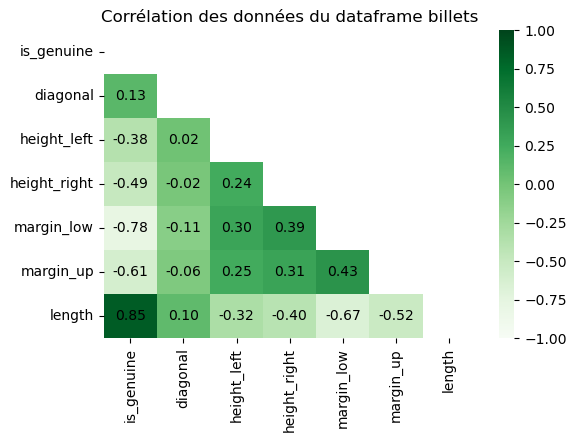 Corrélation des données du dataframe billets
is_genuine
diagonal 0.13
height_left -0.38 0.02
height_right -0.49 -0.02 0.24
margin_low -0.78 -0.11 0.30 0.39
margin_up -0.61 -0.06 0.25 0.31 0.43
length 0.85 0.10 -0.32 -0.40 -0.67 -0.52
is_genuine
diagonal
height_left
height_right
margin_low
margin_up
length
1.00
0.75
0.50
0.25
0.00
−0.25
−0.50
−0.75
−1.00